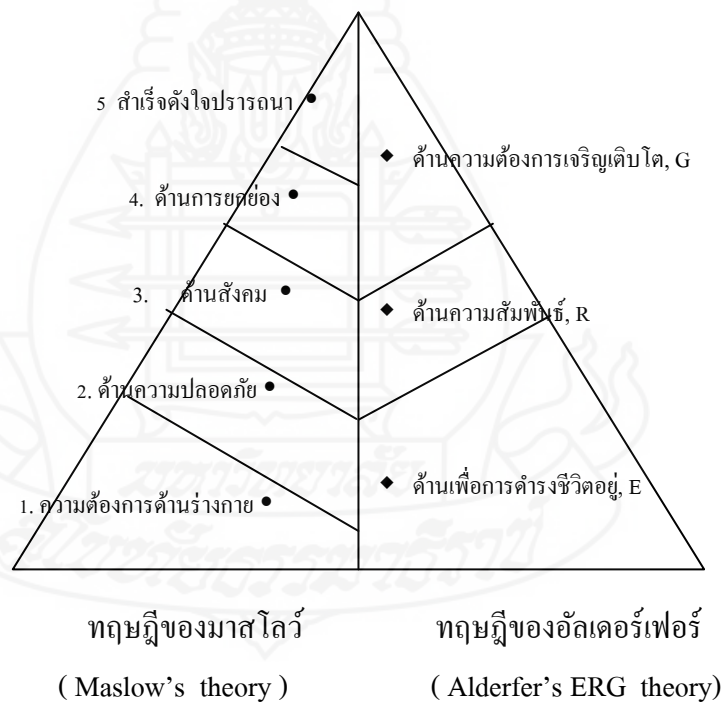 5 สำเร็จดังใจปรารถนา
ด้านความต้องการเจริญเติบโต, G
4. ด้านการยกย่อง
3. ด้านสังคม
ด้านความสัมพันธ์, R
2. ด้านความปลอดภัย
ด้านเพื่อการดำรงชีวิตอยู่, E
1. ความต้องการด้านร่างกาย
ทฤษฎีของมาสโลว์
ทฤษฎีของอัลเดอร์เฟอร์
( Maslow's theory )
( Alderfer's ERG theory)